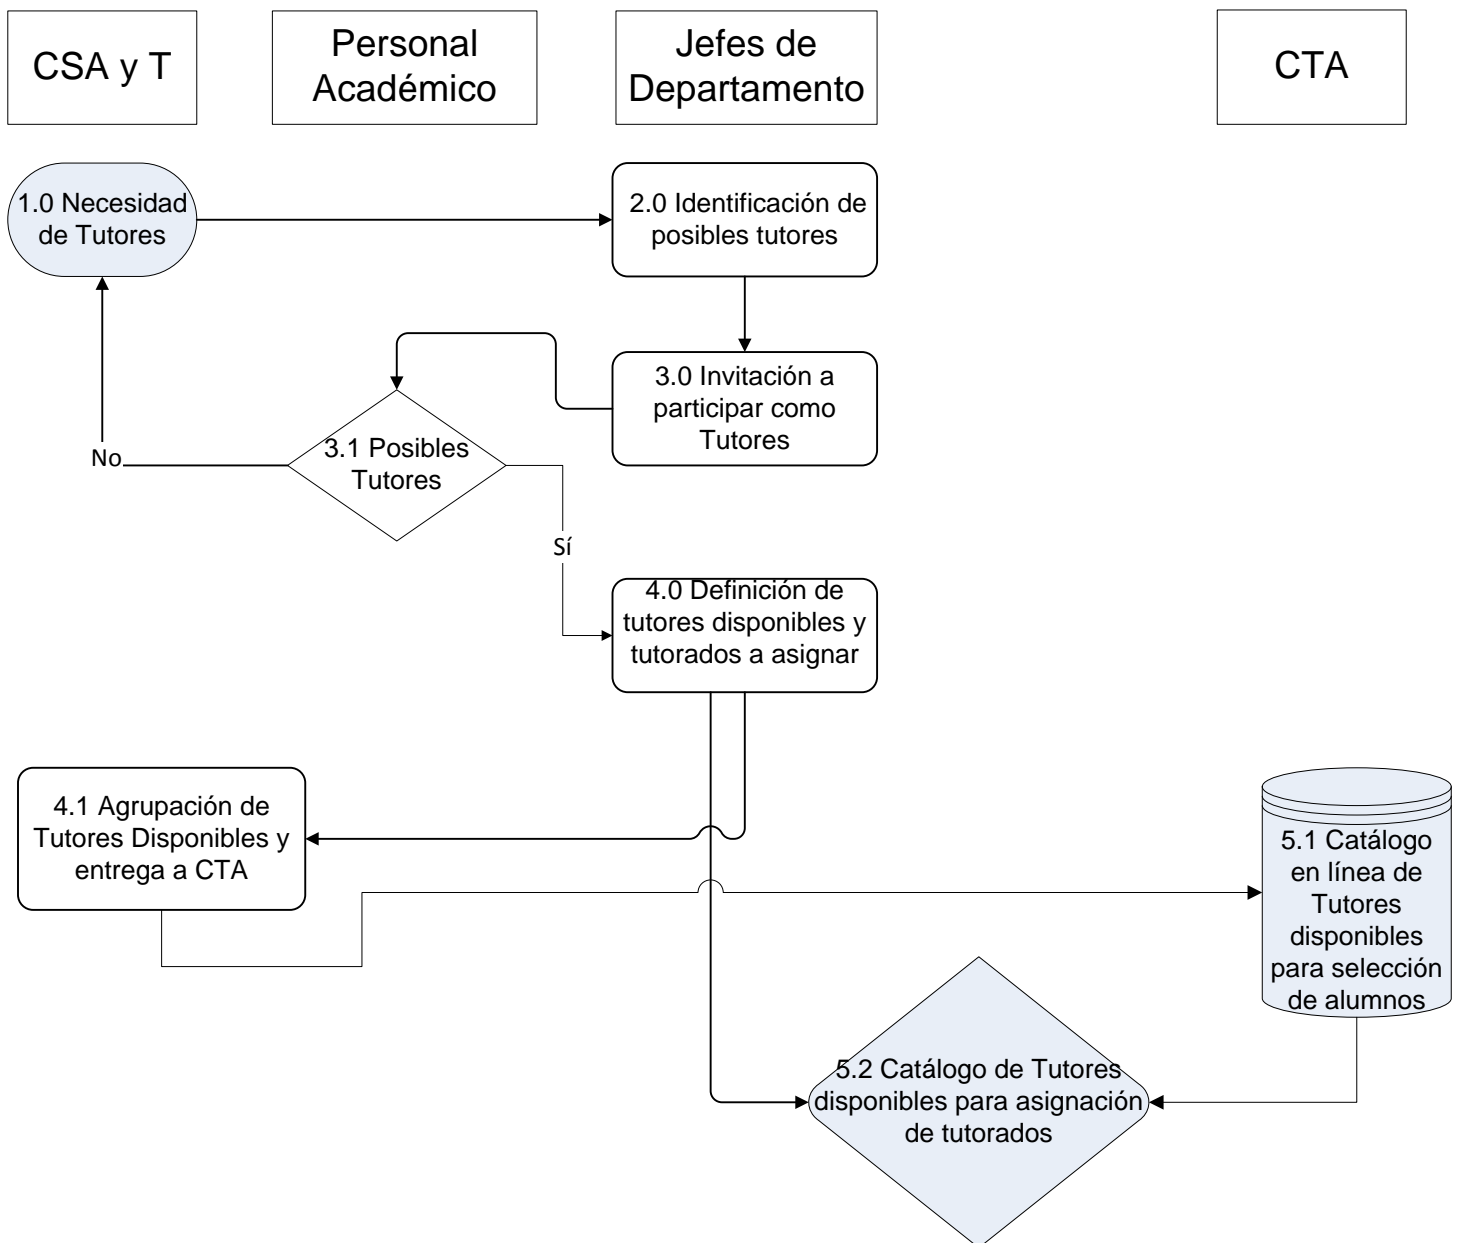 CSA y T
Personal
Académico
Jefes de
Departamento
CTA
1.0 Necesidad
de Tutores
2.0 Identificación de
posibles tutores
3.0 Invitación a
participar como
Tutores
3.1 Posibles
Tutores
No
Sí
4.0 Definición de
tutores disponibles y
tutorados a asignar
4.1 Agrupación de
Tutores Disponibles y
entrega a CTA
5.1 Catálogo
en línea de
Tutores
disponibles
para selección
de alumnos
5.2 Catálogo de Tutores
disponibles para asignación
de tutorados